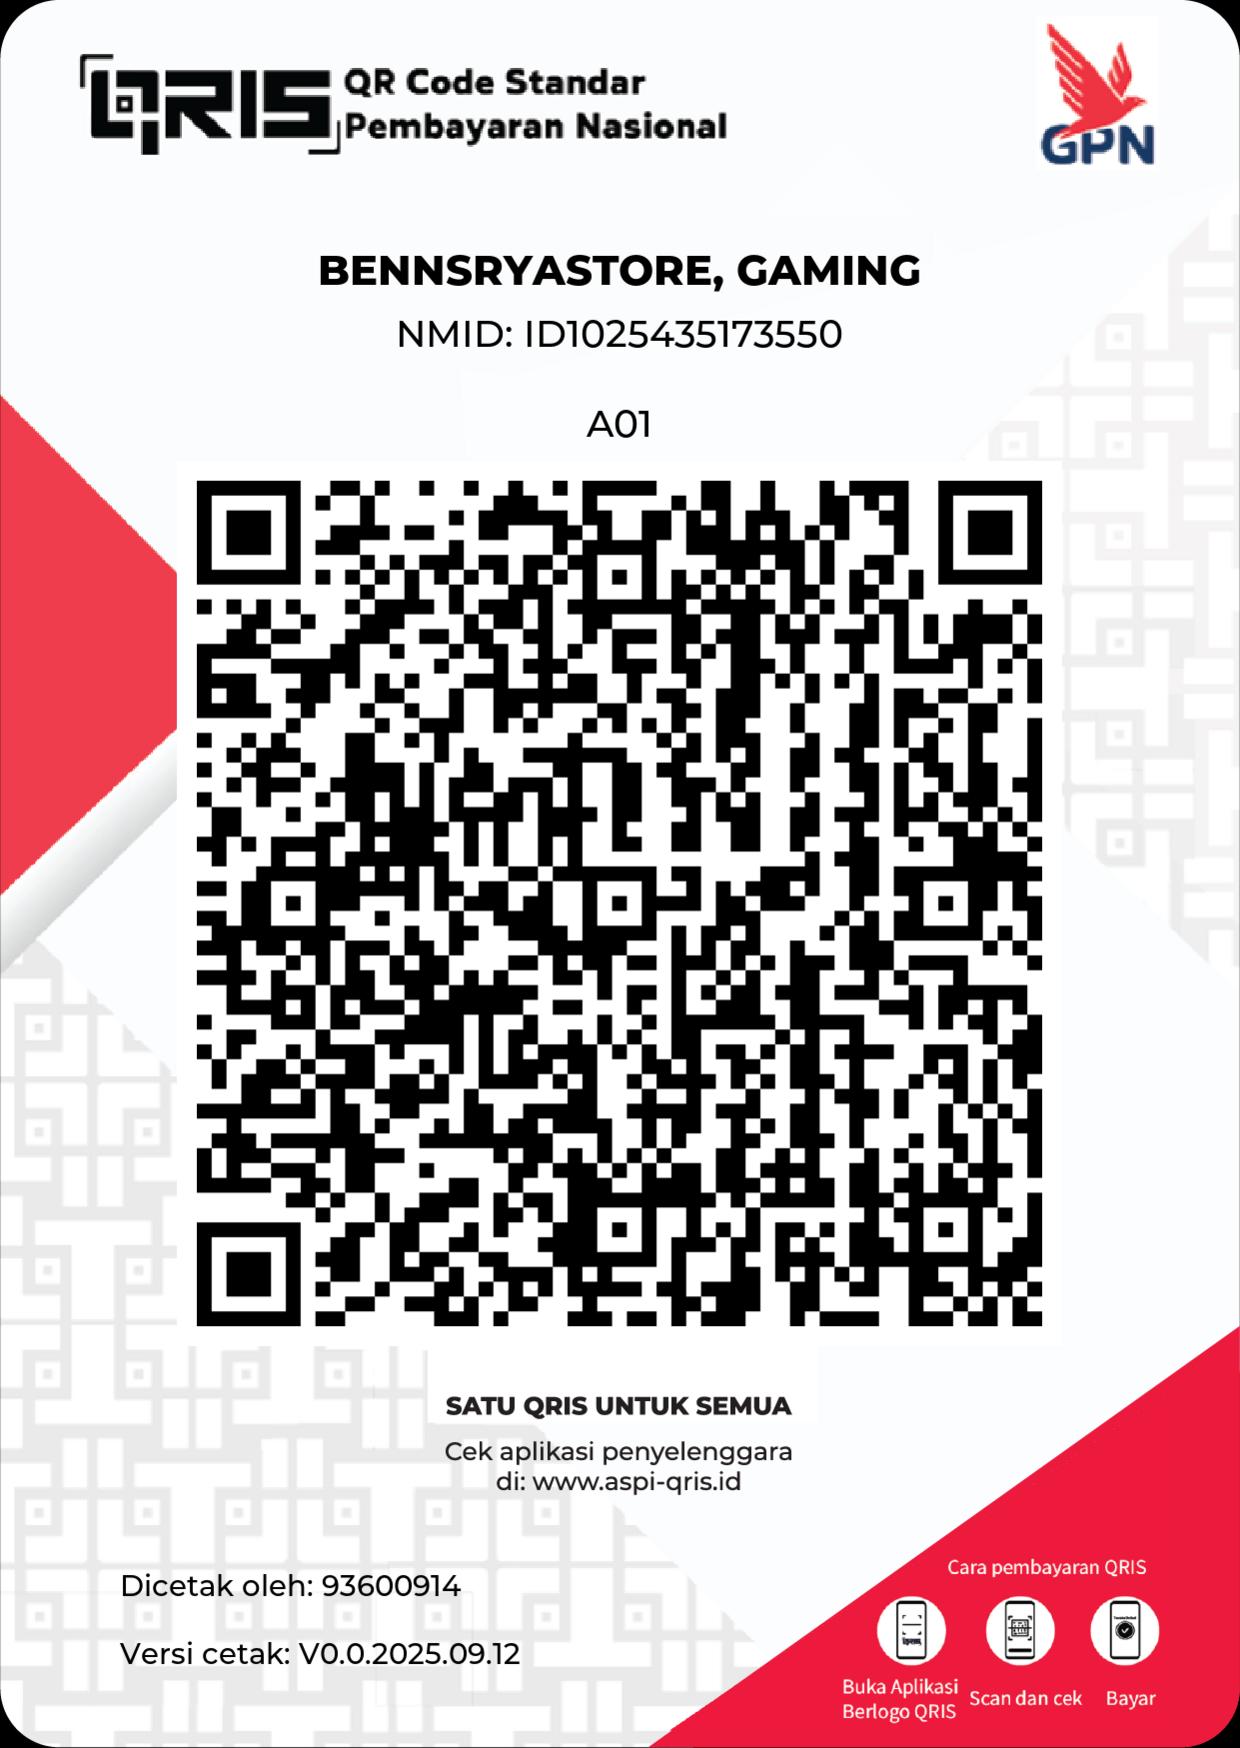 QRIS QR Code Standar
Pembayaran Nasional
GPN
BENNSRYASTORE, GAMING
NMID: ID1025435173550
A01
SATU QRIS UNTUK SEMUA
Cek aplikasi penyelenggara
di: www.aspi-qris.id
Dicetak oleh: 93600914
Versi cetak: V0.0.2025.09.12
Cara pembayaran QRIS
Buka Aplikasi
Berlogo QRIS
Scan dan cek
Bayar